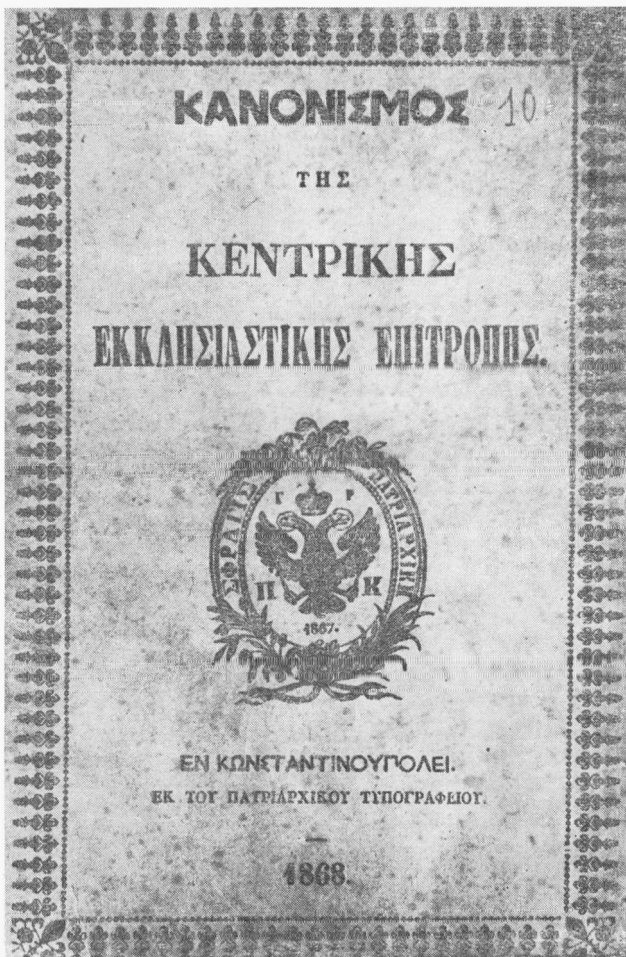 ΚΑΝΟΝΙΣΜΟΣ 10
ΤΗΣ
ΚΕΝΤΡΙΚΗΣ
ΕΚΚΛΗΣΙΑΣΤΙΚΗΣ ΕΠΙΤΡΟΠΗΣ.
ΣΦΡΑΓΙΣ ΠΑΤΡΙΑΡΧΙΚΗ
Γ Ρ
Π Κ
1867.
ΕΝ ΚΩΝΣΤΑΝΤΙΝΟΥΠΟΛΕΙ.
ΕΚ ΤΟΥ ΠΑΤΡΙΑΡΧΙΚΟΥ ΤΥΠΟΓΡΑΦΕΙΟΥ.
1868.